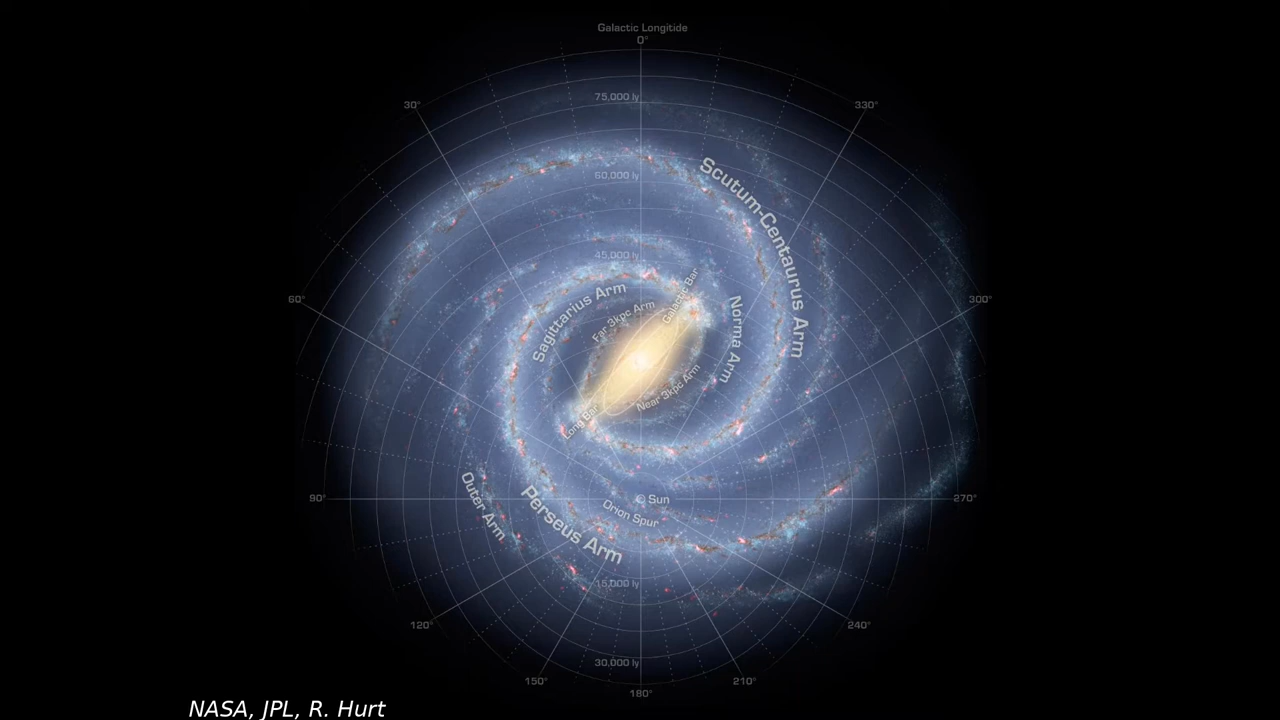 Galactic Longitide
0°
75,000 ly
30°
330°
Scutum-Centaurus Arm
60,000 ly
45,000 ly
Sagittarius Arm
Galactic Bar
60°
300°
Far 3kpc Arm
Norma Arm
Near 3kpc Arm
Long Bar
90°
Outer Arm
Perseus Arm
Sun
Orion Spur
270°
15,000 ly
120°
240°
30,000 ly
150°
210°
180°
NASA, JPL, R. Hurt